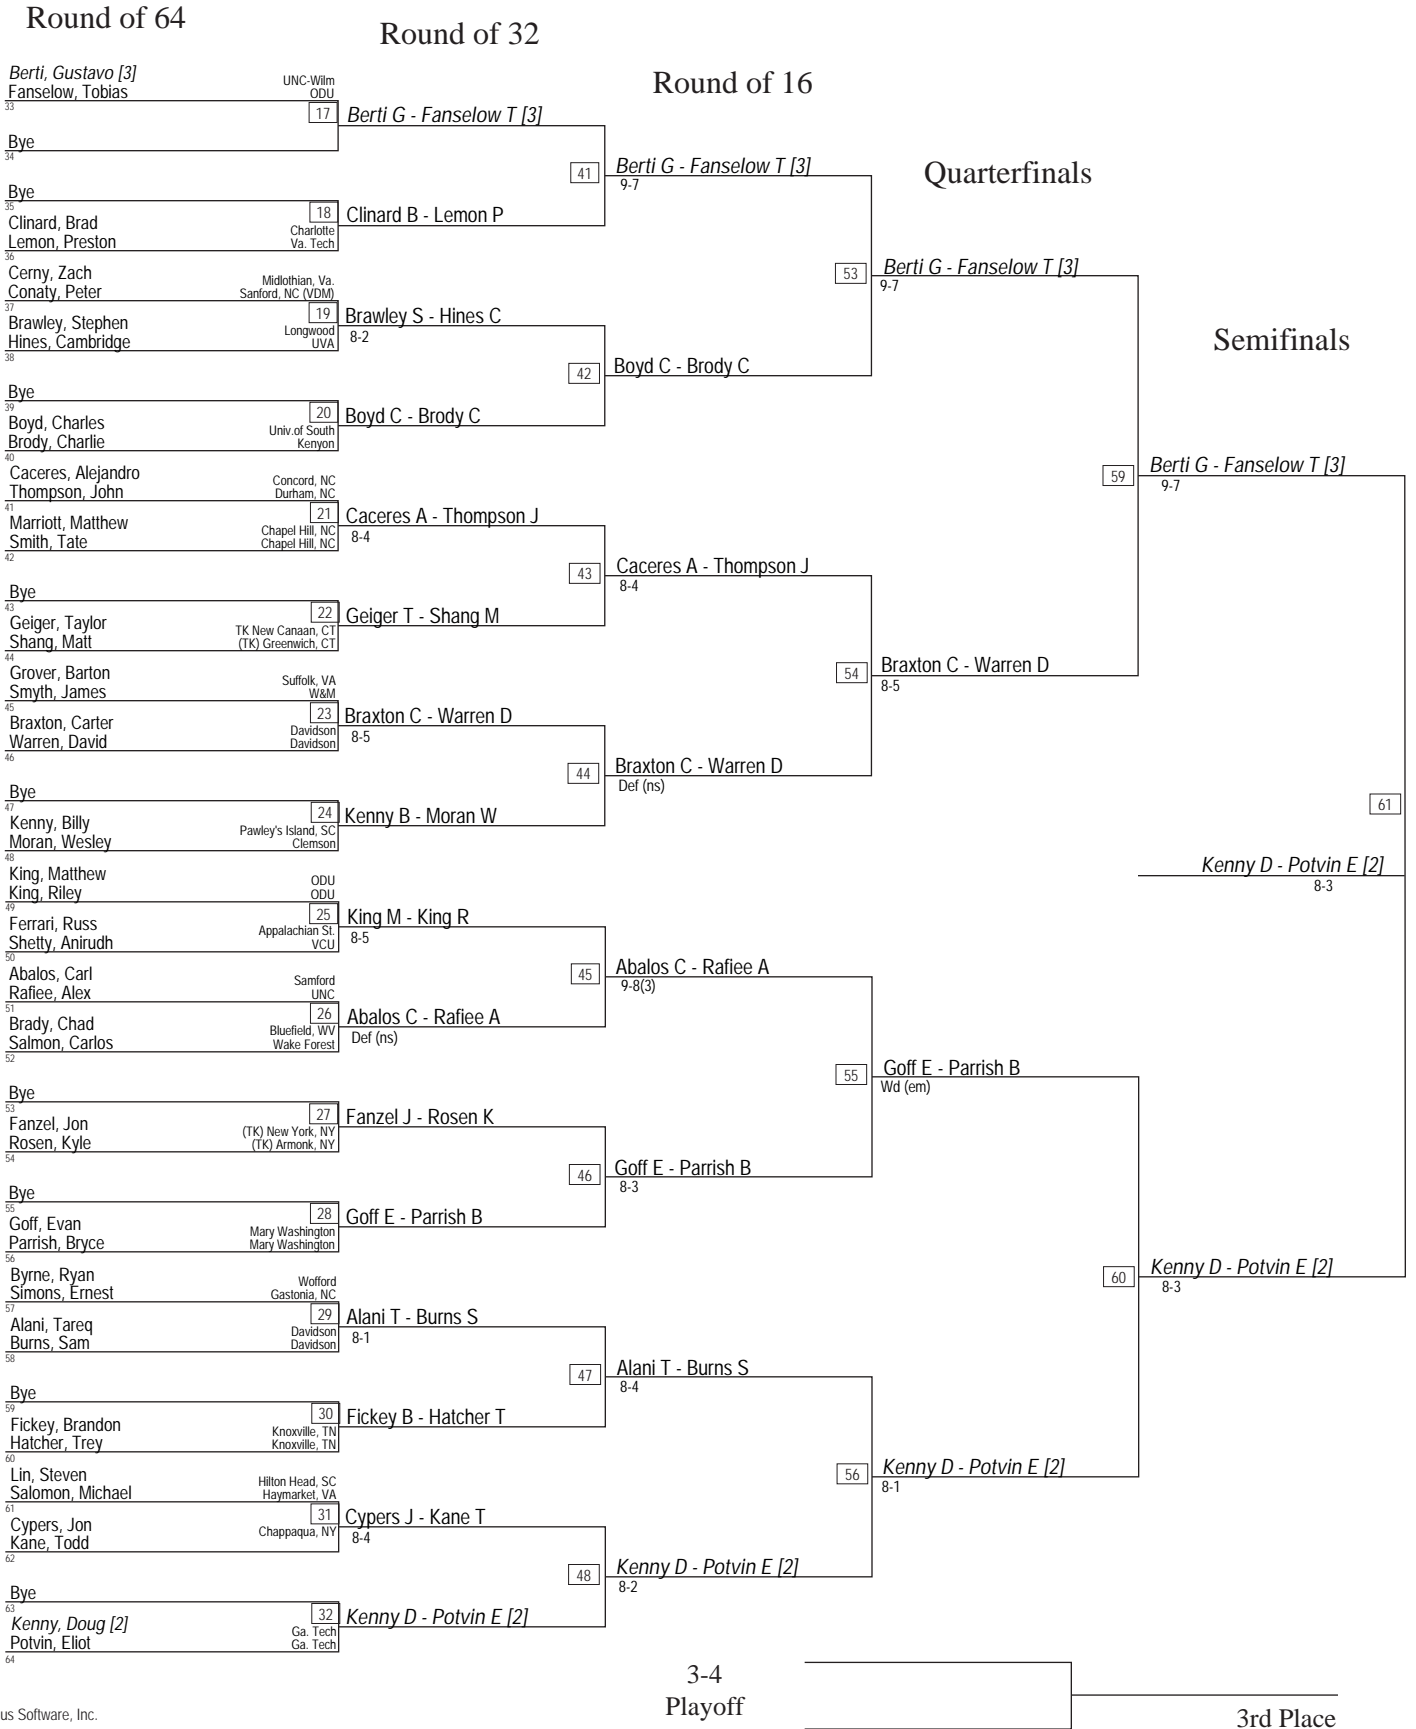 Round of 64
Round of 32
Round of 16
Quarterfinals
Semifinals
Berti, Gustavo [3] UNC-Wilm
Fanselow, Tobias ODU
33
17
Bye
34
Bye
35
18
Clinard, Brad Charlotte
Lemon, Preston Va. Tech
36
Cerny, Zach Midlothian, Va.
Conaty, Peter Sanford, NC (VDM)
37
19
Brawley, Stephen Longwood
Hines, Cambridge UVA
38
Bye
39
20
Boyd, Charles Univ.of South
Brody, Charlie Kenyon
40
Caceres, Alejandro Concord, NC
Thompson, John Durham, NC
41
21
Marriott, Matthew Chapel Hill, NC
Smith, Tate Chapel Hill, NC
42
Bye
43
22
Geiger, Taylor TK New Canaan, CT
Shang, Matt (TK) Greenwich, CT
44
Grover, Barton Suffolk, VA
Smyth, James W&M
45
23
Braxton, Carter Davidson
Warren, David Davidson
46
Bye
47
24
Kenny, Billy Pawley's Island, SC
Moran, Wesley Clemson
48
King, Matthew ODU
King, Riley ODU
49
25
Ferrari, Russ Appalachian St.
Shetty, Anirudh VCU
50
Abalos, Carl Samford
Rafiee, Alex UNC
51
26
Brady, Chad Bluefield, WV
Salmon, Carlos Wake Forest
52
Bye
53
27
Fanzel, Jon (TK) New York, NY
Rosen, Kyle (TK) Armonk, NY
54
Bye
55
28
Goff, Evan Mary Washington
Parrish, Bryce Mary Washington
56
Byrne, Ryan Wofford
Simons, Ernest Gastonia, NC
57
29
Alani, Tareq Davidson
Burns, Sam Davidson
58
Bye
59
30
Fickey, Brandon Knoxville, TN
Hatcher, Trey Knoxville, TN
60
Lin, Steven Hilton Head, SC
Salomon, Michael Haymarket, VA
61
31
Cypers, Jon Chappaqua, NY
Kane, Todd
62
Bye
63
32
Kenny, Doug [2] Ga. Tech
Potvin, Eliot Ga. Tech
64
Berti G - Fanselow T [3]
Clinard B - Lemon P
Brawley S - Hines C
8-2
Boyd C - Brody C
Caceres A - Thompson J
8-4
Geiger T - Shang M
Braxton C - Warren D
8-5
Kenny B - Moran W
King M - King R
8-5
Abalos C - Rafiee A
Def (ns)
Fanzel J - Rosen K
Goff E - Parrish B
Alani T - Burns S
8-1
Fickey B - Hatcher T
Cypers J - Kane T
8-4
Kenny D - Potvin E [2]
41
Berti G - Fanselow T [3]
9-7
42
Boyd C - Brody C
43
Caceres A - Thompson J
8-4
44
Braxton C - Warren D
Def (ns)
45
Abalos C - Rafiee A
9-8(3)
46
Goff E - Parrish B
8-3
47
Alani T - Burns S
8-4
48
Kenny D - Potvin E [2]
8-2
53
Berti G - Fanselow T [3]
9-7
54
Braxton C - Warren D
8-5
55
Goff E - Parrish B
Wd (em)
56
Kenny D - Potvin E [2]
8-1
59
Berti G - Fanselow T [3]
9-7
60
Kenny D - Potvin E [2]
8-3
61
Kenny D - Potvin E [2]
8-3
3-4
Playoff
3rd Place
us Software, Inc.